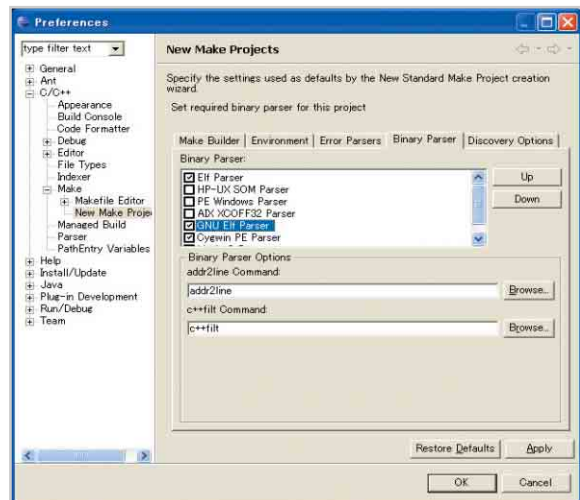 Preferences
type filter text
General
Ant
C/C++
Appearance
Build Console
Code Formatter
Debug
Editor
File Types
Indexer
Make
Makefile Editor
New Make Proje
Managed Build
Parser
PathEntry Variables
Help
Install/Update
Java
Plug-in Development
Run/Debug
Team
New Make Projects
Specify the settings used as defaults by the New Standard Make Project creation
wizard.
Set required binary parser for this project
Make Builder Environment Error Parsers Binary Parser Discovery Options
Binary Parser:
Elf Parser
HP-UX SOM Parser
PE Windows Parser
AIX XCOFF32 Parser
GNU Elf Parser
Cygwin PE Parser
Up
Down
Binary Parser Options
addr2line Command:
addr2line
Browse...
c++filt Command:
c++filt
Browse...
Restore Defaults Apply
OK Cancel